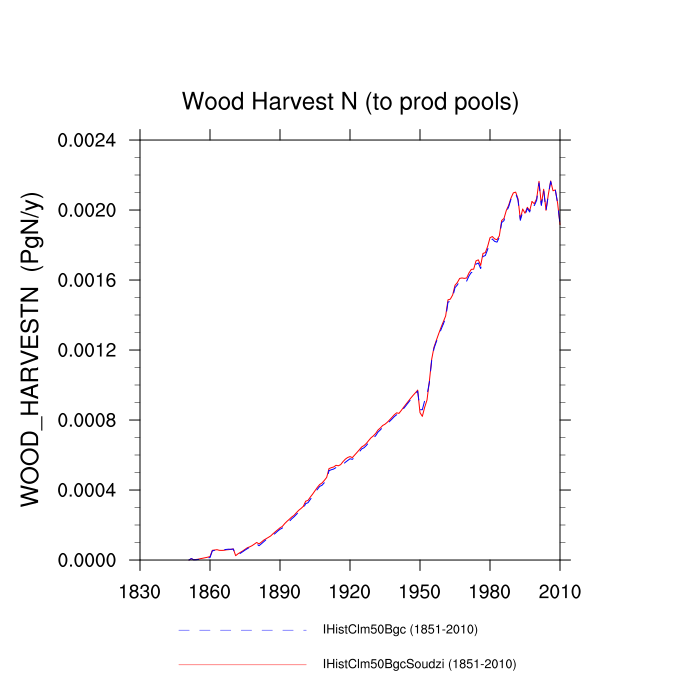 Wood Harvest N (to prod pools)
WOOD_HARVESTN (PgN/y)
0.0024
0.0020
0.0016
0.0012
0.0008
0.0004
0.0000
1830 1860 1890 1920 1950 1980 2010
IHistClm50Bgc (1851-2010)
IHistClm50BgcSoudzi (1851-2010)